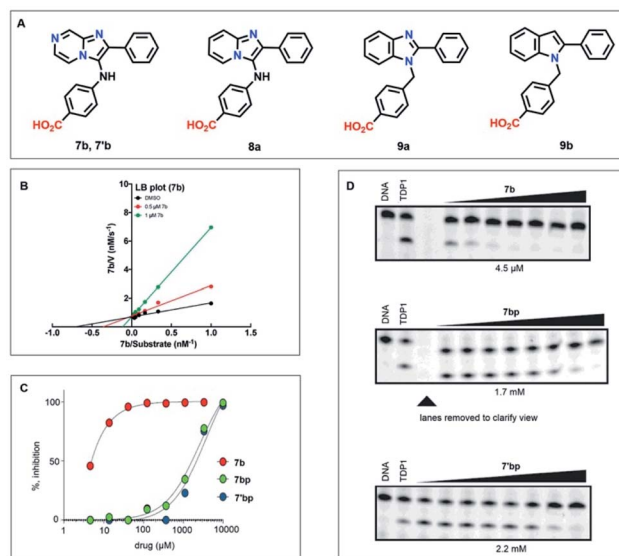 A
N
N
N
NH
HO₂C
7b, 7'b
N
N
NH
HO₂C
8a
N
N
HO₂C
9a
N
HO₂C
9b
B
LB plot (7b)
DMSO
0.5 µM 7b
1 µM 7b
7b/V (nM/s⁻¹)
10
8
6
4
2
-1.0 -0.5 0.0 0.5 1.0 1.5
7b/Substrate (nM⁻¹)
C
%, inhibition
100
50
0
1 10 100 1000 10000
drug (µM)
7b
7bp
7'bp
D
DNA
TDP1
7b
4.5 µM
DNA
TDP1
7bp
1.7 mM
lanes removed to clarify view
DNA
TDP1
7'bp
2.2 mM